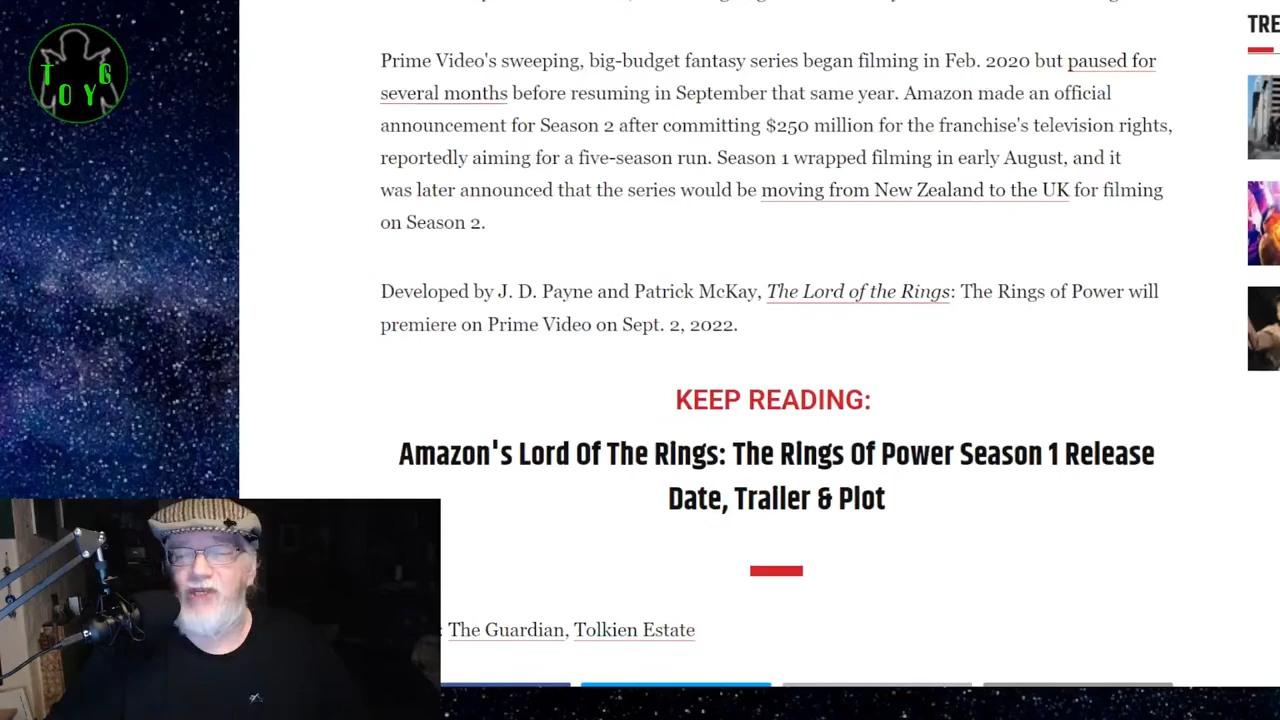 T O Y G
Prime Video's sweeping, big-budget fantasy series began filming in Feb. 2020 but paused for
several months before resuming in September that same year. Amazon made an official
announcement for Season 2 after committing $250 million for the franchise's television rights,
reportedly aiming for a five-season run. Season 1 wrapped filming in early August, and it
was later announced that the series would be moving from New Zealand to the UK for filming
on Season 2.
Developed by J. D. Payne and Patrick McKay, The Lord of the Rings: The Rings of Power will
premiere on Prime Video on Sept. 2, 2022.
KEEP READING:
Amazon's Lord Of The Rings: The Rings Of Power Season 1 Release
Date, Trailer & Plot
: The Guardian, Tolkien Estate
TRE